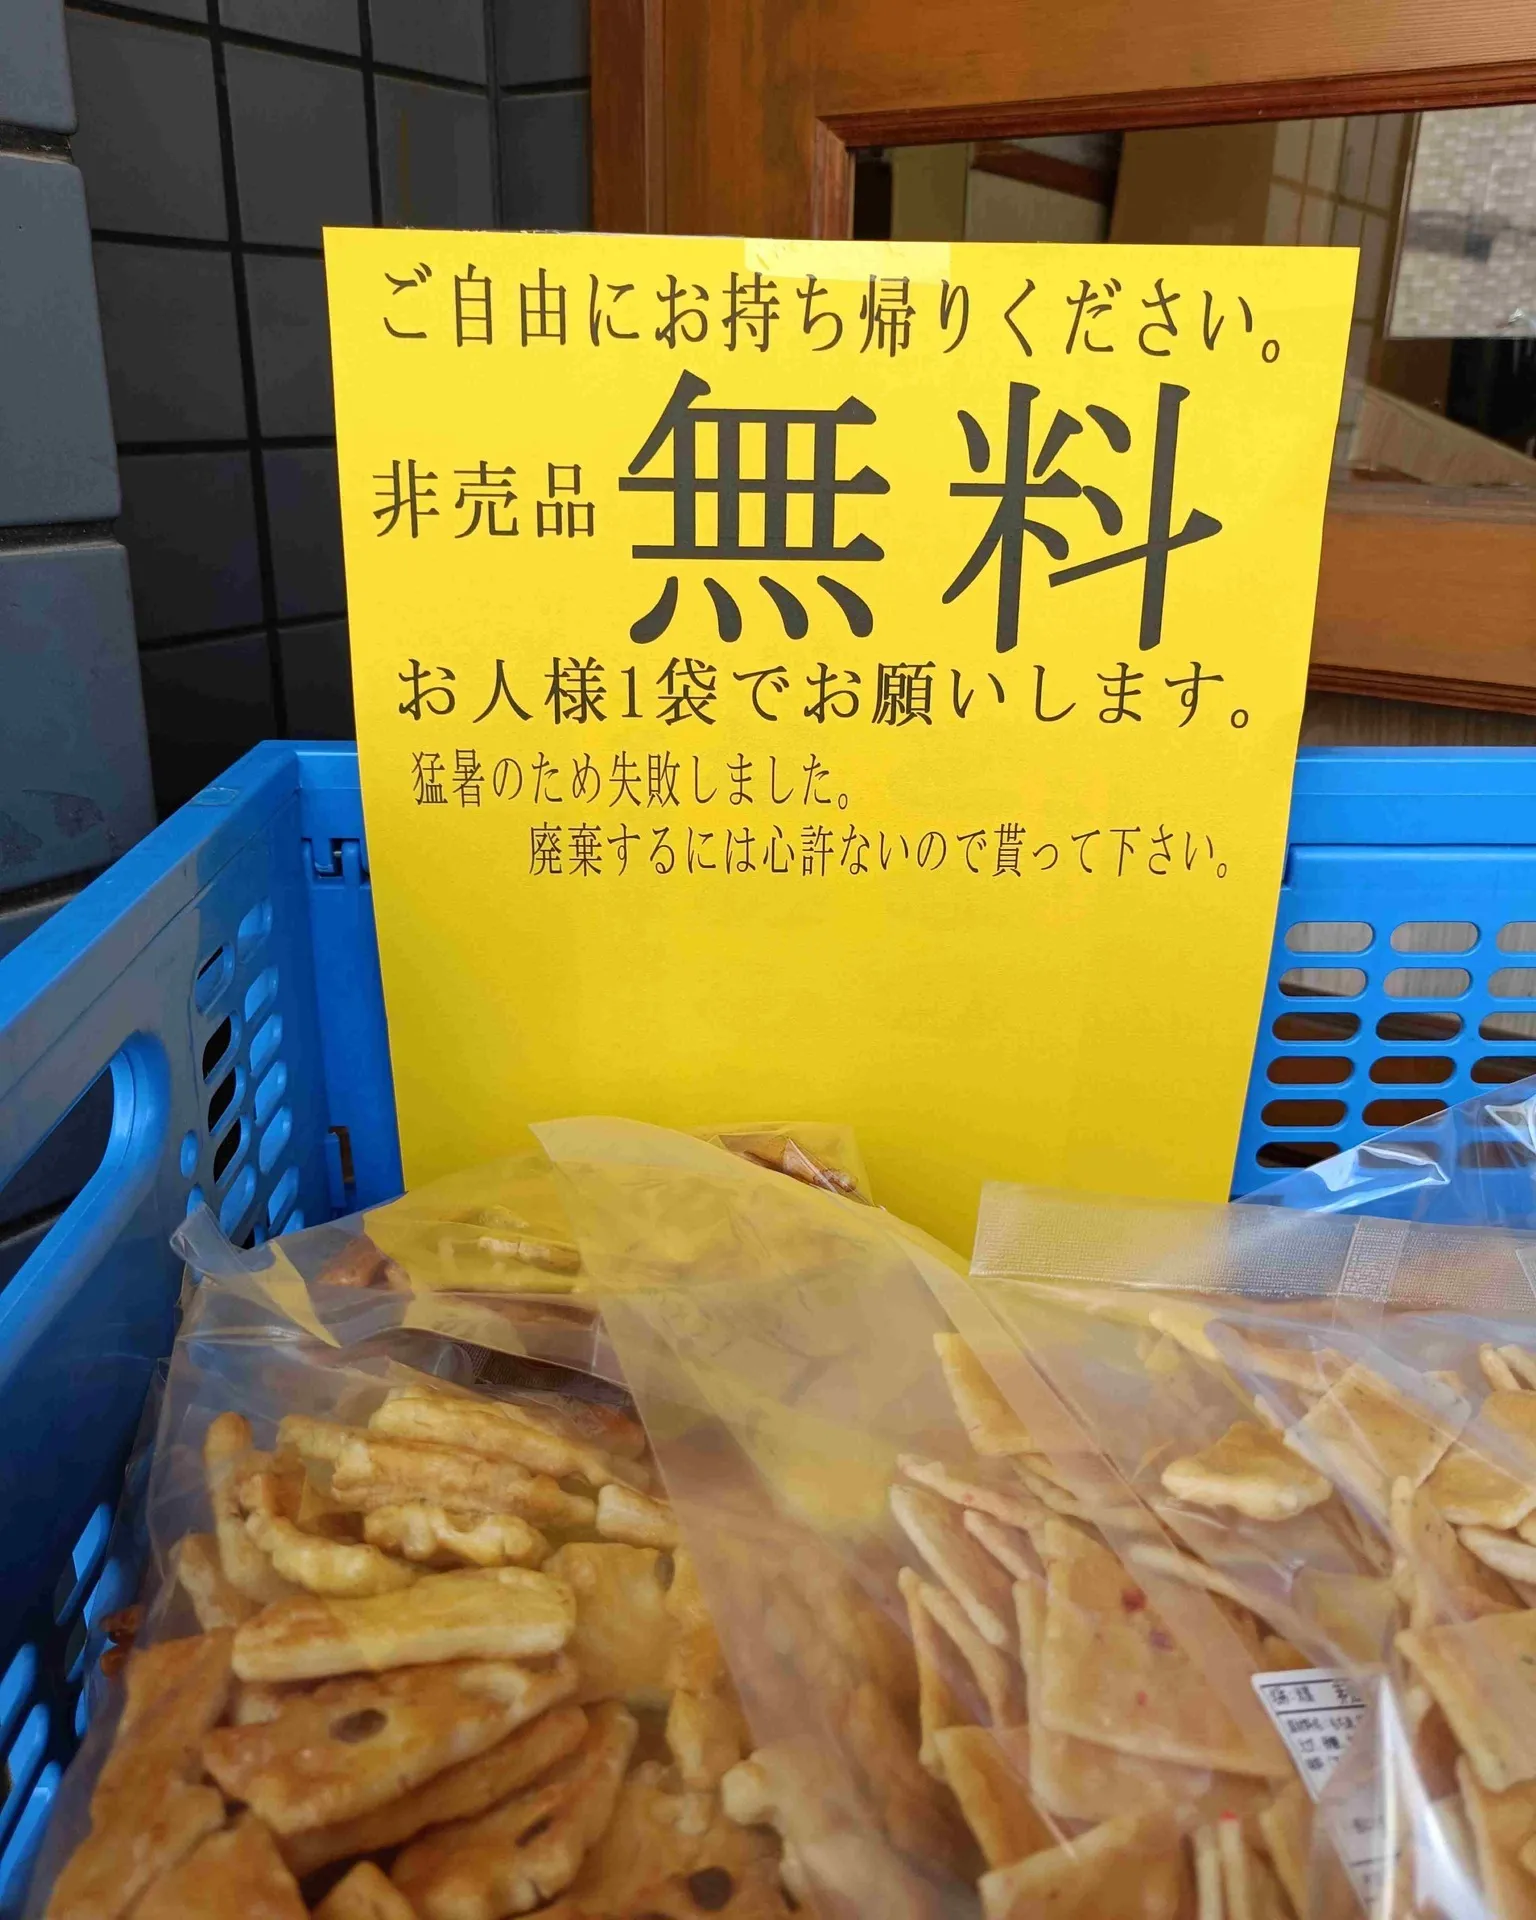 ご自由にお持ち帰りください。
非売品 無料
お人様1袋でお願いします。
猛暑のため失敗しました。
廃棄するには心許ないので貰って下さい。